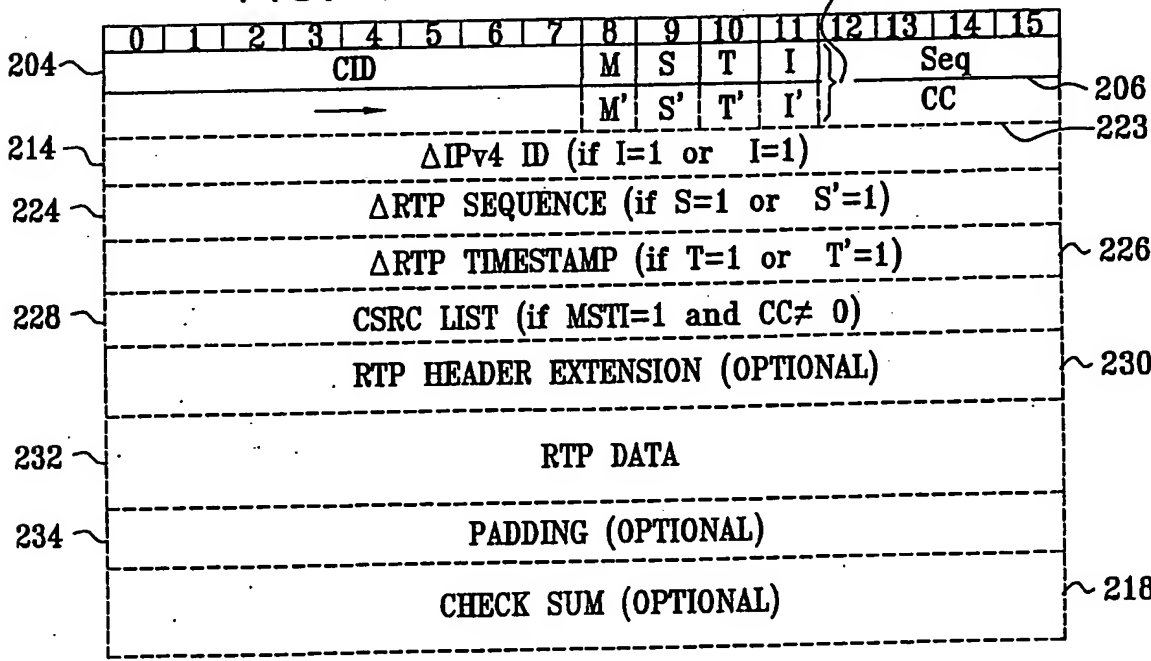 0 1 2 3 4 5 6 7 8 9 10 11 12 13 14 15
204 CID M S T I Seq 206
M' S' T' I' CC 223
214 ΔIPv4 ID (if I=1 or I=1)
224 ΔRTP SEQUENCE (if S=1 or S'=1)
ΔRTP TIMESTAMP (if T=1 or T'=1) 226
228 CSRC LIST (if MSTI=1 and CC≠ 0)
RTP HEADER EXTENSION (OPTIONAL) 230
232 RTP DATA
234 PADDING (OPTIONAL)
CHECK SUM (OPTIONAL) 218